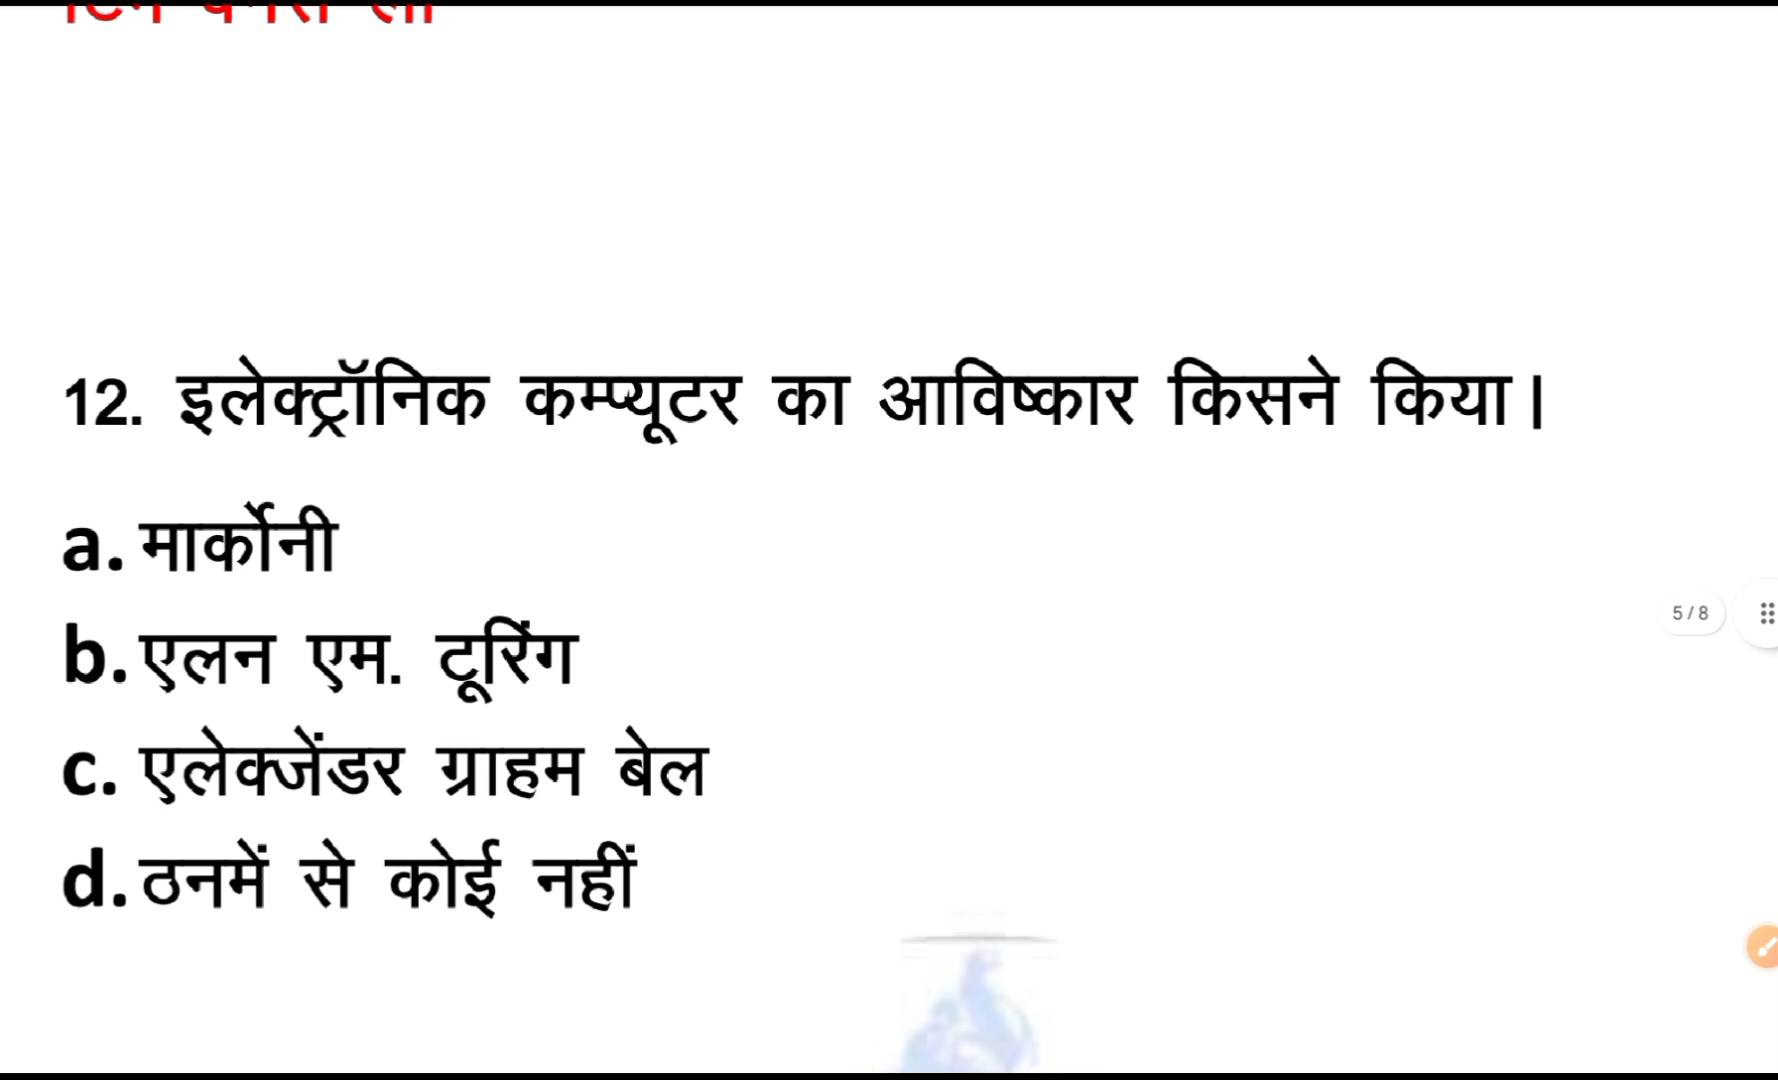 12. इलेक्ट्रॉनिक कम्प्यूटर का आविष्कार किसने किया।
a. मार्कोनी
b. एलन एम. टूरिंग
5 / 8
c. एलेक्जेंडर ग्राहम बेल
d. ठनमें से कोई नहीं